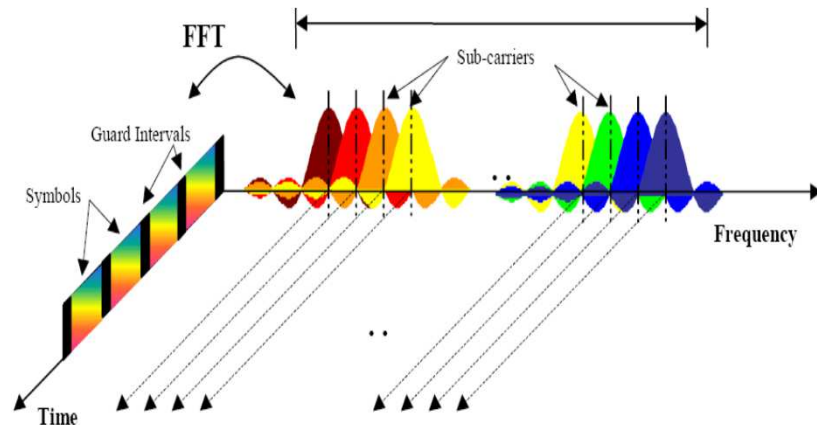 FFT
Sub-carriers
Guard Intervals
Symbols
Frequency
Time